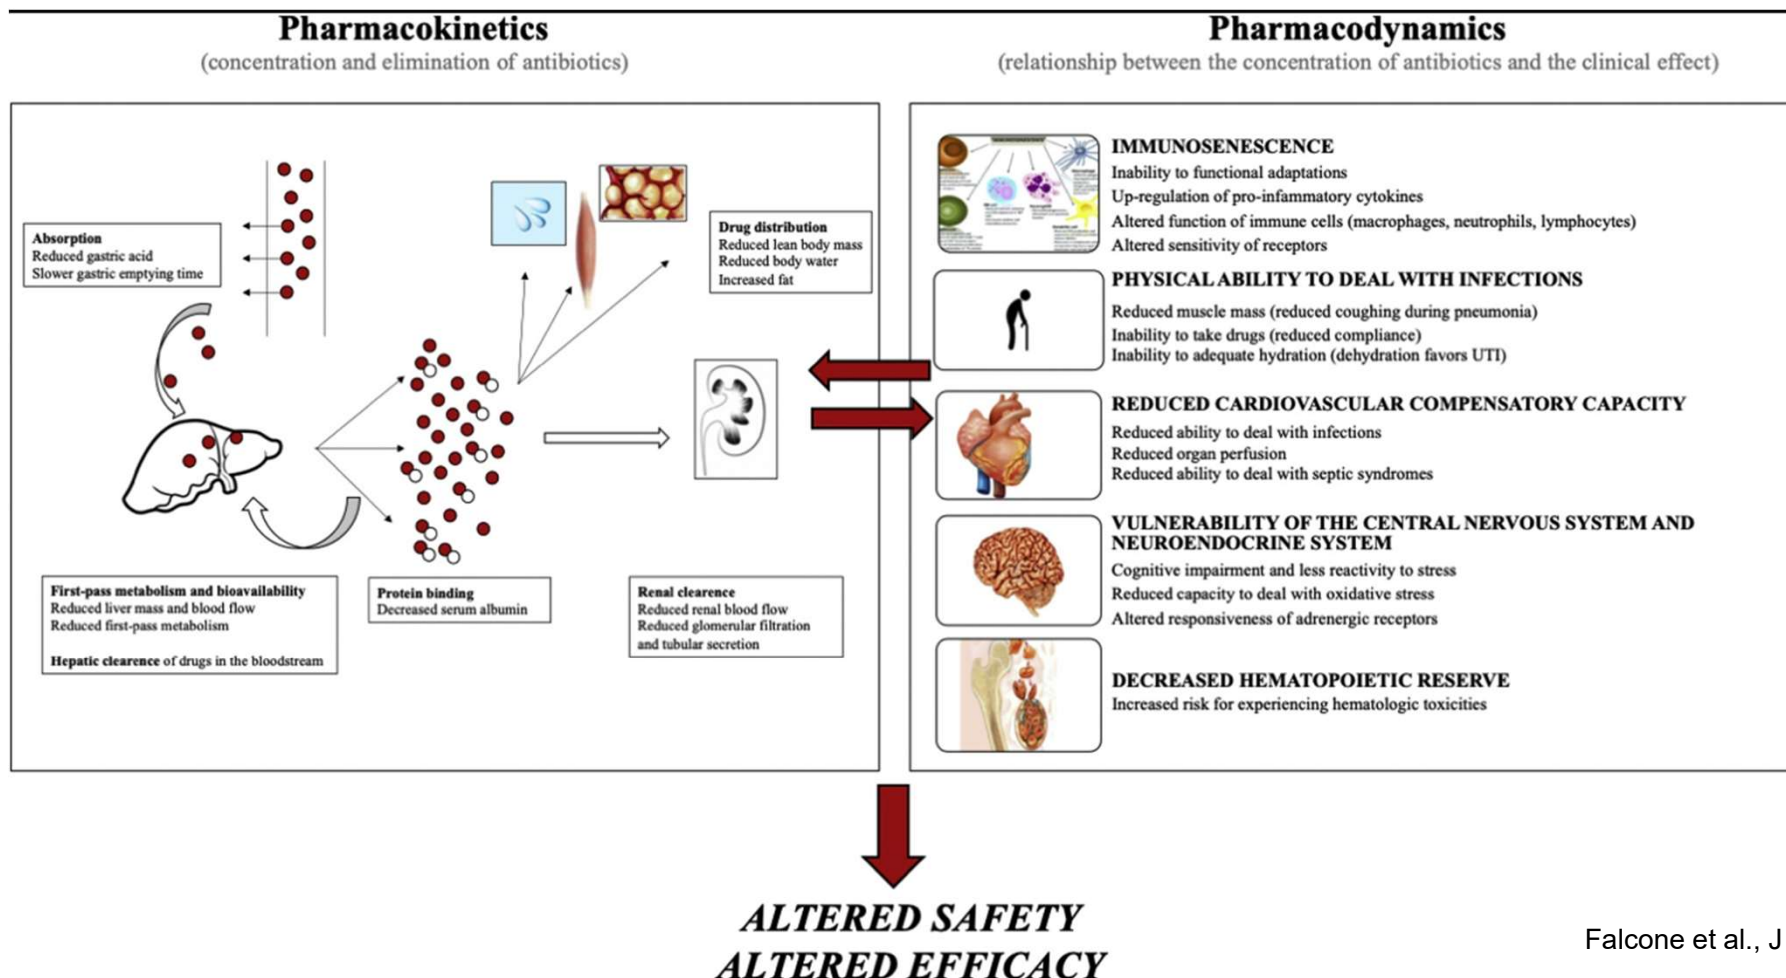 Pharmacokinetics
(concentration and elimination of antibiotics)
Absorption
Reduced gastric acid
Slower gastric emptying time
Drug distribution
Reduced lean body mass
Reduced body water
Increased fat
First-pass metabolism and bioavailability
Reduced liver mass and blood flow
Reduced first-pass metabolism
Hepatic clearence of drugs in the bloodstream
Protein binding
Decreased serum albumin
Renal clearence
Reduced renal blood flow
Reduced glomerular filtration
and tubular secretion
Pharmacodynamics
(relationship between the concentration of antibiotics and the clinical effect)
IMMUNOSENESCENCE
Inability to functional adaptations
Up-regulation of pro-infammatory cytokines
Altered function of immune cells (macrophages, neutrophils, lymphocytes)
Altered sensitivity of receptors
PHYSICAL ABILITY TO DEAL WITH INFECTIONS
Reduced muscle mass (reduced coughing during pneumonia)
Inability to take drugs (reduced compliance)
Inability to adequate hydration (dehydration favors UTI)
REDUCED CARDIOVASCULAR COMPENSATORY CAPACITY
Reduced ability to deal with infections
Reduced organ perfusion
Reduced ability to deal with septic syndromes
VULNERABILITY OF THE CENTRAL NERVOUS SYSTEM AND
NEUROENDOCRINE SYSTEM
Cognitive impairment and less reactivity to stress
Reduced capacity to deal with oxidative stress
Altered responsiveness of adrenergic receptors
DECREASED HEMATOPOIETIC RESERVE
Increased risk for experiencing hematologic toxicities
ALTERED SAFETY
ALTERED EFFICACY
Falcone et al., J